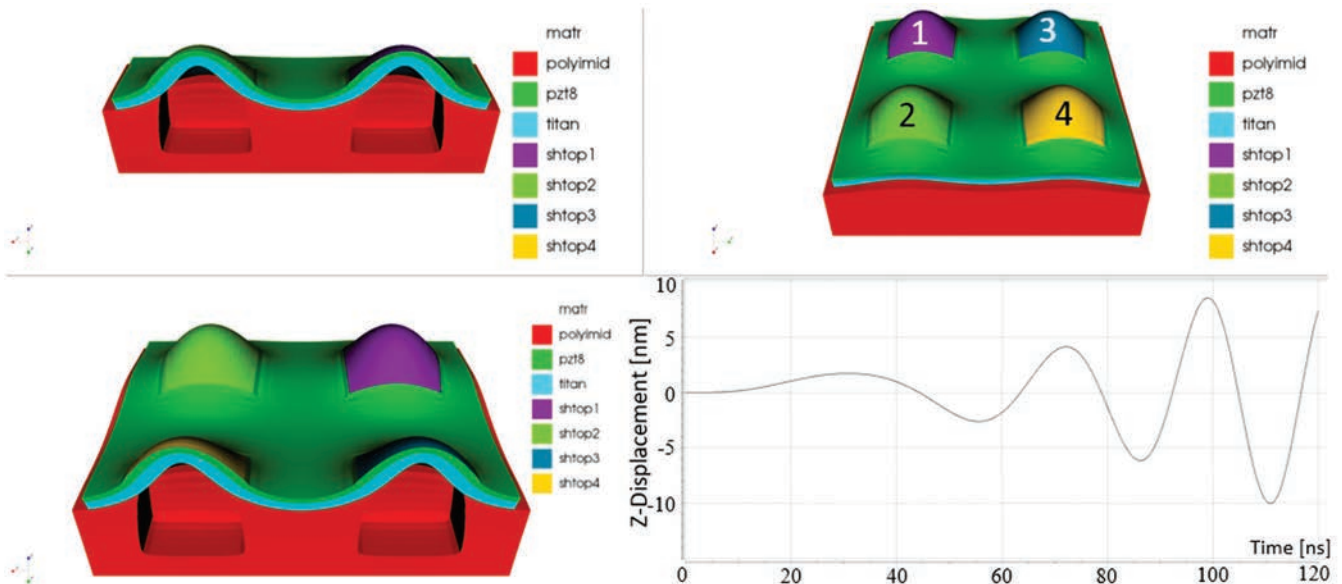 matr
polyimid
pzt8
titan
shtop1
shtop2
shtop3
shtop4
1 3
2 4
matr
polyimid
pzt8
titan
shtop1
shtop2
shtop3
shtop4
matr
polyimid
pzt8
titan
shtop1
shtop2
shtop3
shtop4
Z-Displacement [nm]
10
5
0
-5
-10
Time [ns]
0 20 40 60 80 100 120